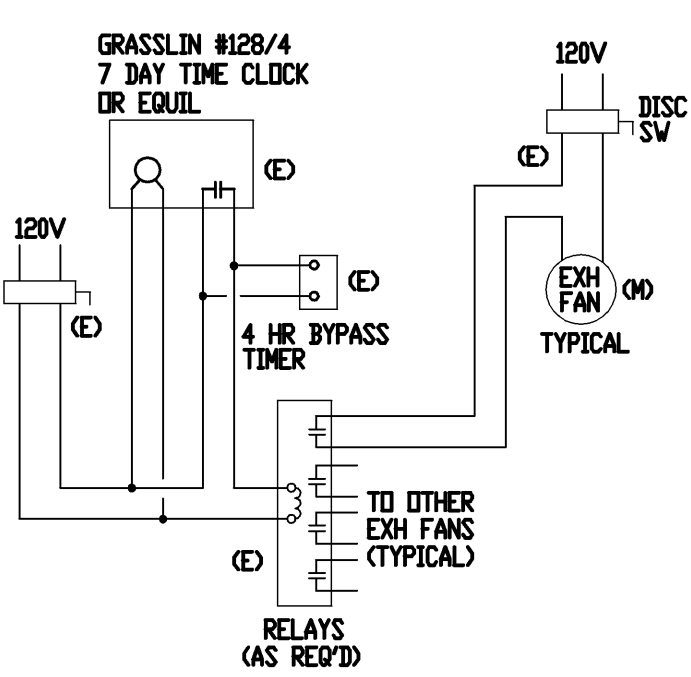 GRASSLIN #128/4
7 DAY TIME CLOCK
OR EQUIL
120V
DISC
SW
(E)
(E)
120V
(E)
(E)
EXH
FAN
(M)
TYPICAL
4 HR BYPASS
TIMER
TO OTHER
EXH FANS
(TYPICAL)
(E)
RELAYS
(AS REQ'D)